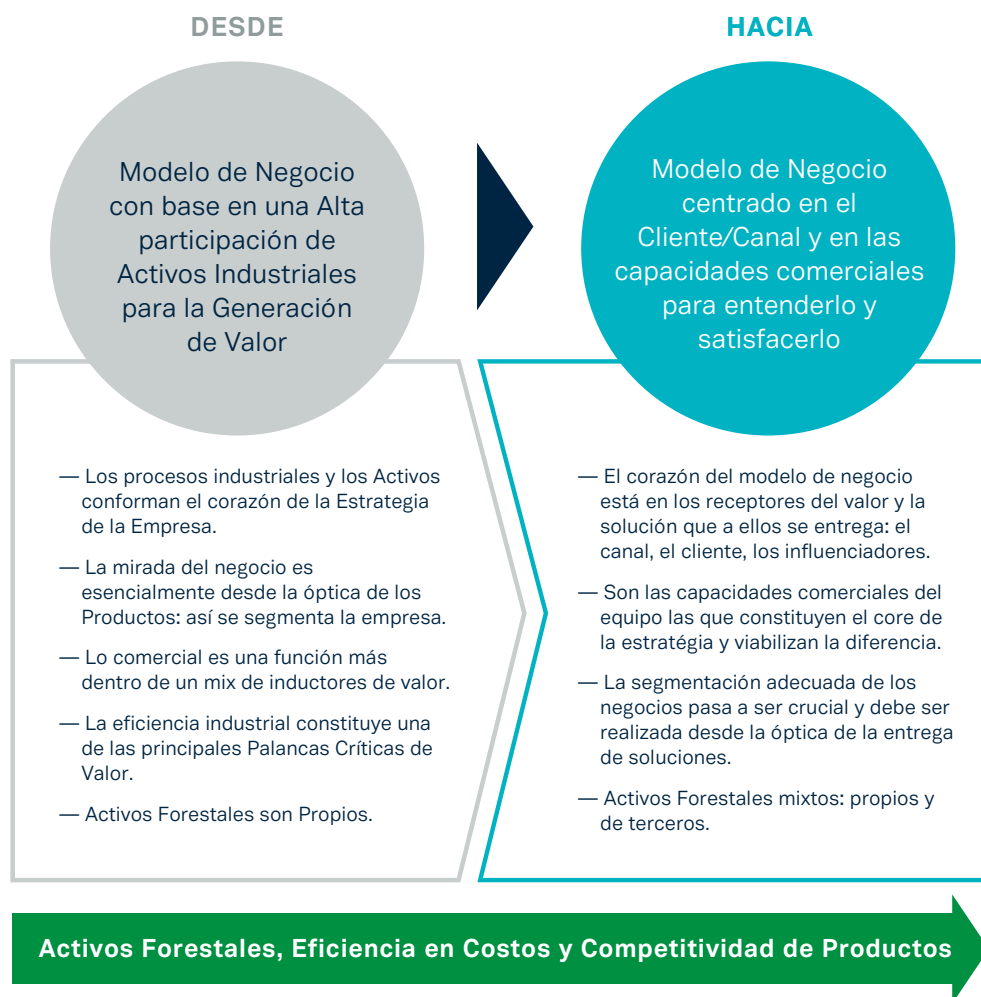 DESDE
Modelo de Negocio
con base en una Alta
participación de
Activos Industriales
para la Generación
de Valor
— Los procesos industriales y los Activos
conforman el corazón de la Estrategia
de la Empresa.
— La mirada del negocio es
esencialmente desde la óptica de los
Productos: así se segmenta la empresa.
— Lo comercial es una función más
dentro de un mix de inductores de valor.
— La eficiencia industrial constituye una
de las principales Palancas Críticas de
Valor.
— Activos Forestales son Propios.
HACIA
Modelo de Negocio
centrado en el
Cliente/Canal y en las
capacidades comerciales
para entenderlo y
satisfacerlo
— El corazón del modelo de negocio
está en los receptores del valor y la
solución que a ellos se entrega: el
canal, el cliente, los influenciadores.
— Son las capacidades comerciales del
equipo las que constituyen el core de
la estratégia y viabilizan la diferencia.
— La segmentación adecuada de los
negocios pasa a ser crucial y debe ser
realizada desde la óptica de la entrega
de soluciones.
— Activos Forestales mixtos: propios y
de terceros.
Activos Forestales, Eficiencia en Costos y Competitividad de Productos